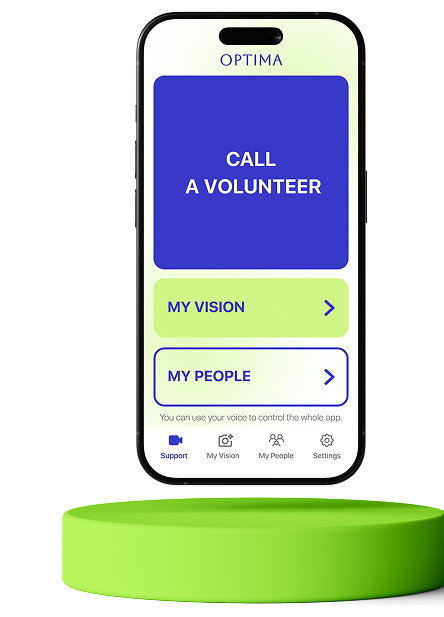 OPTIMA
CALL
A VOLUNTEER
MY VISION
MY PEOPLE
You can use your voice to control the whole app.
Support
My Vision
My People
Settings